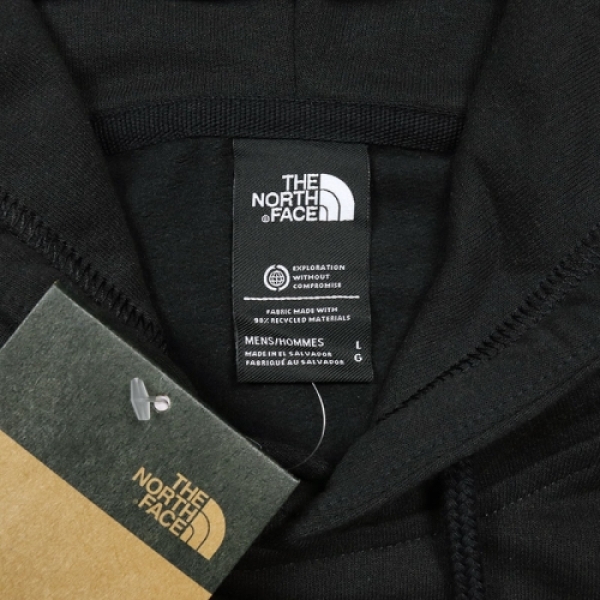 THE
NORTH
FACE
EXPLORATION
WITHOUT
COMPROMISE
FABRIC MADE WITH
90% RECYCLED MATERIALS
MENS/HOMMES L
MADE IN EL SALVADOR
FABRIQUÉ AU SALVADOR G
THE
NORTH
FACE